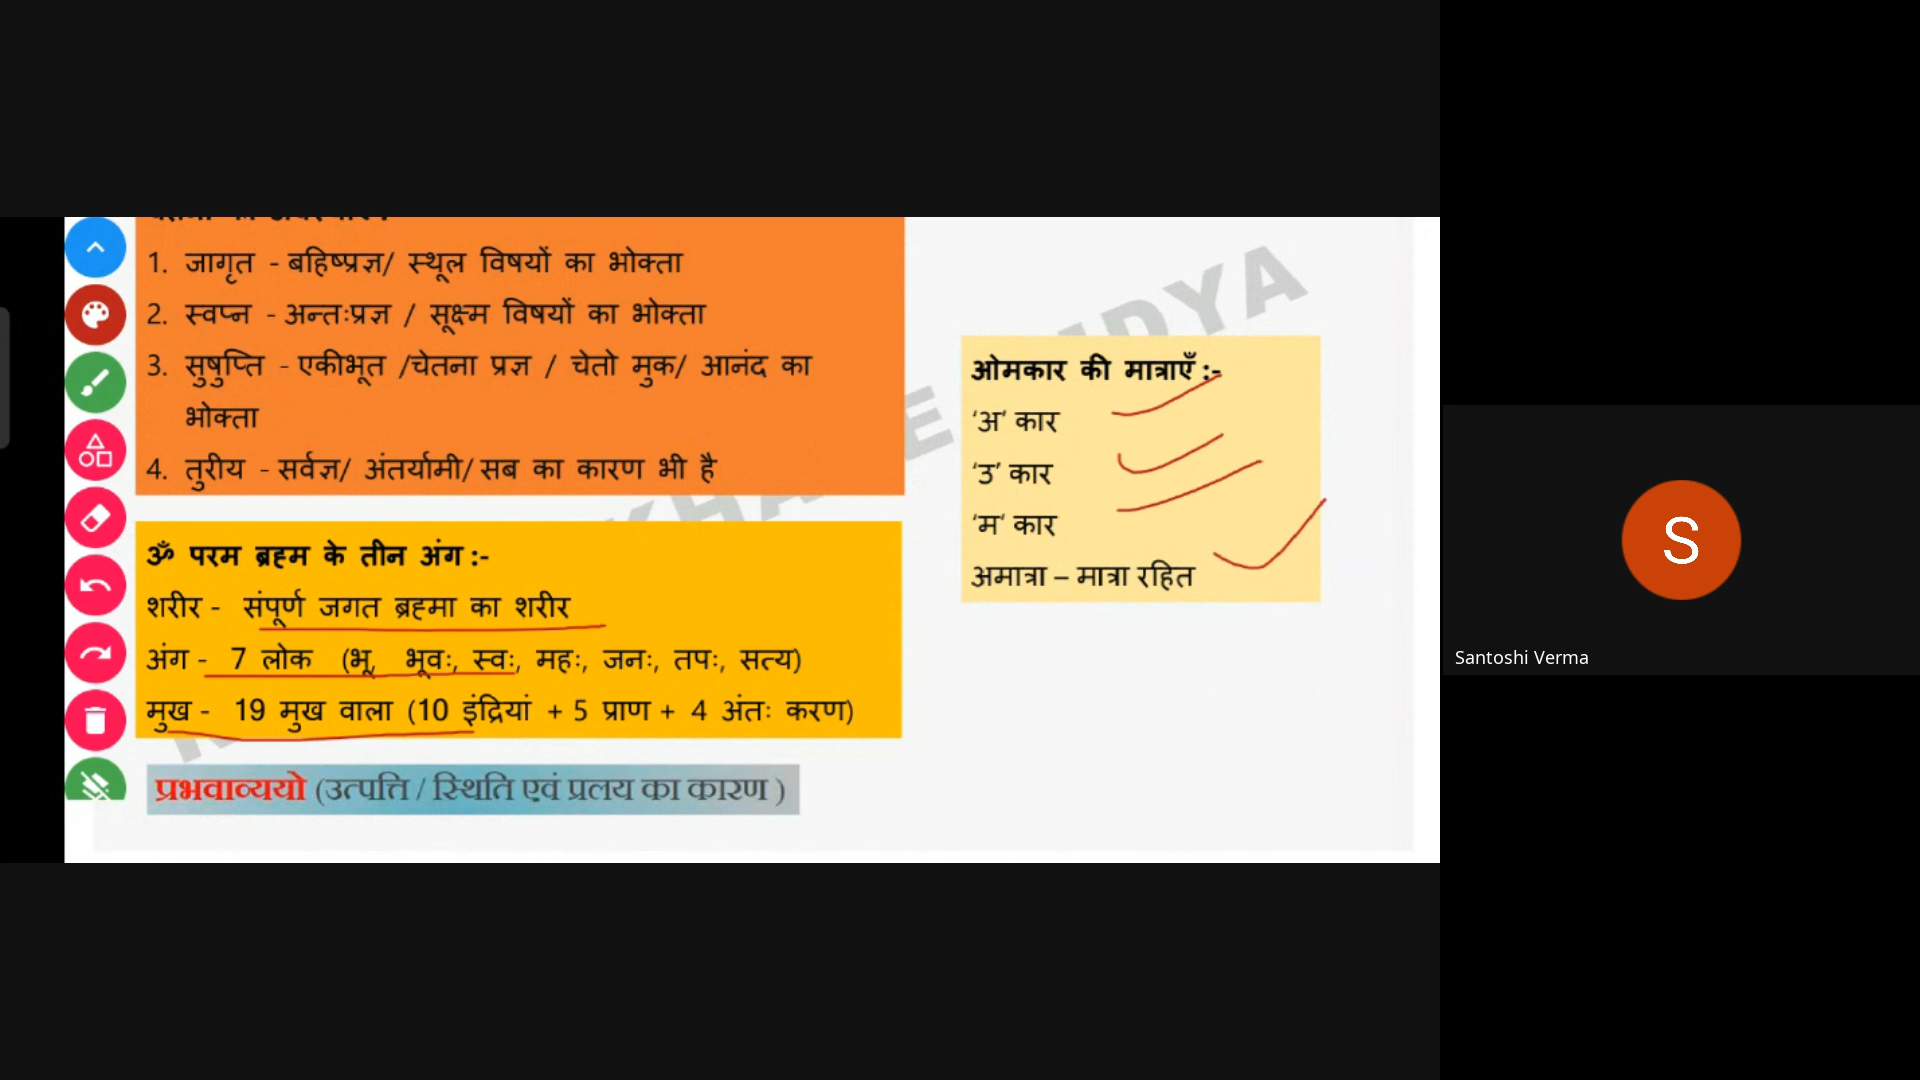 1. जागृत - बहिष्प्रज्ञ/ स्थूल विषयों का भोक्ता
2. स्वप्न - अन्तःप्रज्ञ / सूक्ष्म विषयों का भोक्ता
3. सुषुप्ति - एकीभूत /चेतना प्रज्ञ / चेतो मुक/ आनंद का
भोक्ता
4. तुरीय - सर्वज्ञ/ अंतर्यामी/ सब का कारण भी है
ॐ परम ब्रह्म के तीन अंग :-
शरीर - संपूर्ण जगत ब्रह्मा का शरीर
अंग - 7 लोक (भू, भूवः, स्वः, महः, जनः, तपः, सत्य)
मुख - 19 मुख वाला (10 इंद्रियां + 5 प्राण + 4 अंतः करण)
प्रभवाव्ययो (उत्पत्ति / स्थिति एवं प्रलय का कारण )
ओमकार की मात्राएँ :-
‘अ’ कार
‘उ’ कार
‘म’ कार
अमात्रा – मात्रा रहित
S
Santoshi Verma